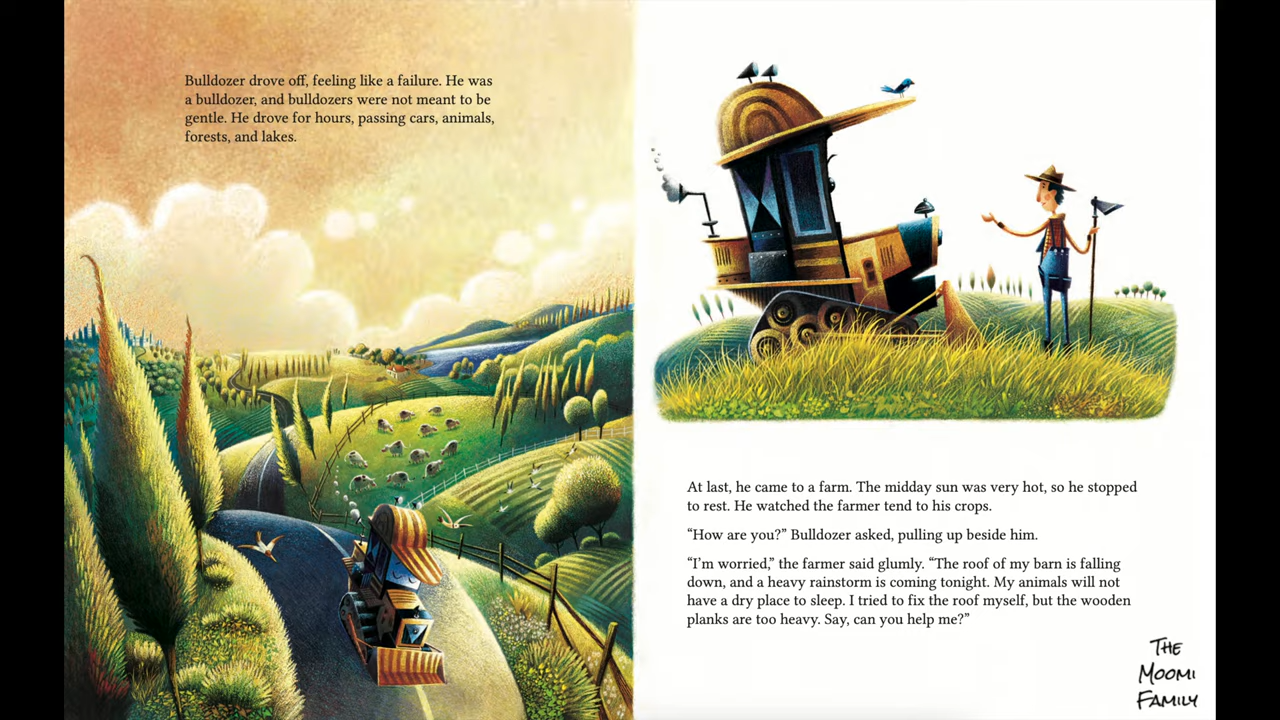 Bulldozer drove off, feeling like a failure. He was
a bulldozer, and bulldozers were not meant to be
gentle. He drove for hours, passing cars, animals,
forests, and lakes.
At last, he came to a farm. The midday sun was very hot, so he stopped
to rest. He watched the farmer tend to his crops.
“How are you?” Bulldozer asked, pulling up beside him.
“I’m worried,” the farmer said glumly. “The roof of my barn is falling
down, and a heavy rainstorm is coming tonight. My animals will not
have a dry place to sleep. I tried to fix the roof myself, but the wooden
planks are too heavy. Say, can you help me?”
THE
MOOMI
FAMILY